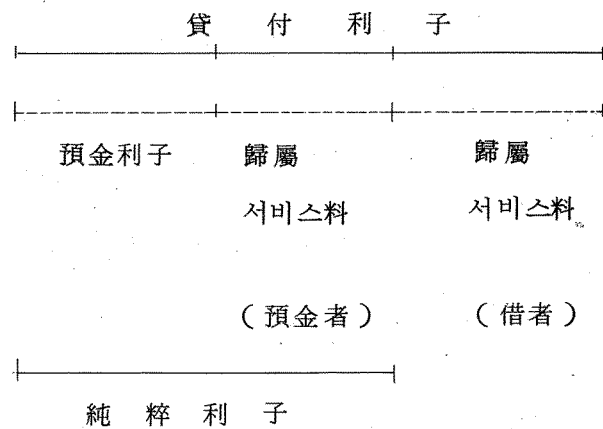 貸付利子
預金利子 歸屬 歸屬
서비스料 서비스料
(預金者) (借者)
純粹利子